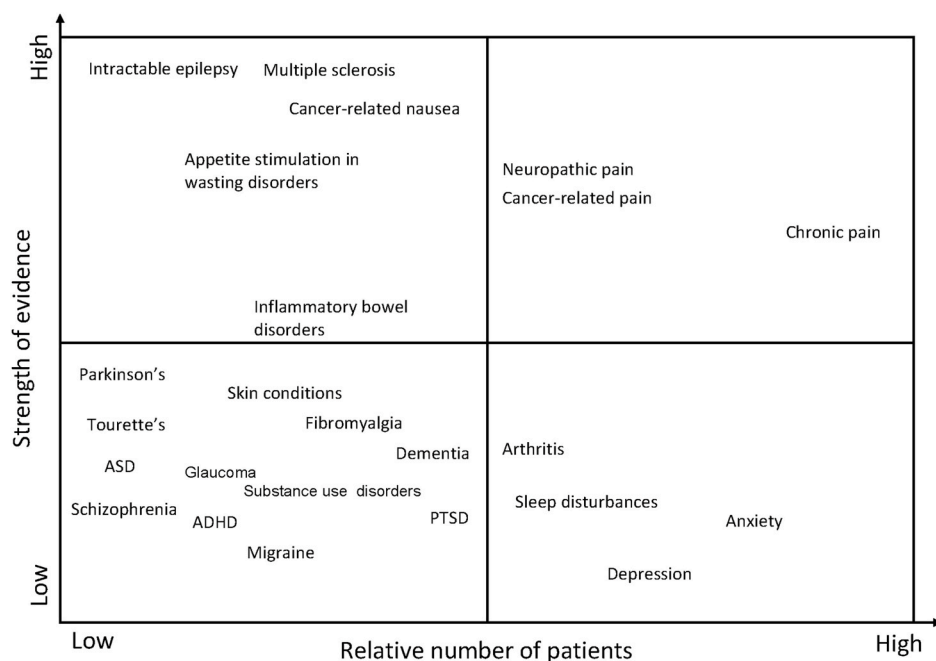 High
Intractable epilepsy
Multiple sclerosis
Cancer-related nausea
Appetite stimulation in
wasting disorders
Neuropathic pain
Cancer-related pain
Chronic pain
Inflammatory bowel
disorders
Strength of evidence
Parkinson’s
Skin conditions
Tourette’s
Fibromyalgia
Dementia
ASD
Glaucoma
Substance use disorders
Schizophrenia
ADHD
PTSD
Migraine
Arthritis
Sleep disturbances
Anxiety
Depression
Low
Low
Relative number of patients
High